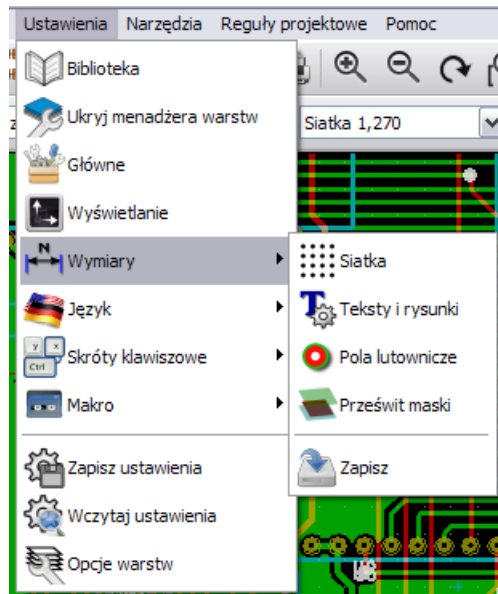 Ustawienia Narzędzia Reguły projektowe Pomoc
Biblioteka
Ukryj menadżera warstw
Siatka 1,270
Główne
Wyświetlanie
N
Wymiary
Siatka
Język
Teksty i rysunki
y x
Ctrl
Skróty klawiszowe
Pola lutownicze
Makro
Prześwit maski
Zapisz ustawienia
Zapisz
Wczytaj ustawienia
Opcje warstw